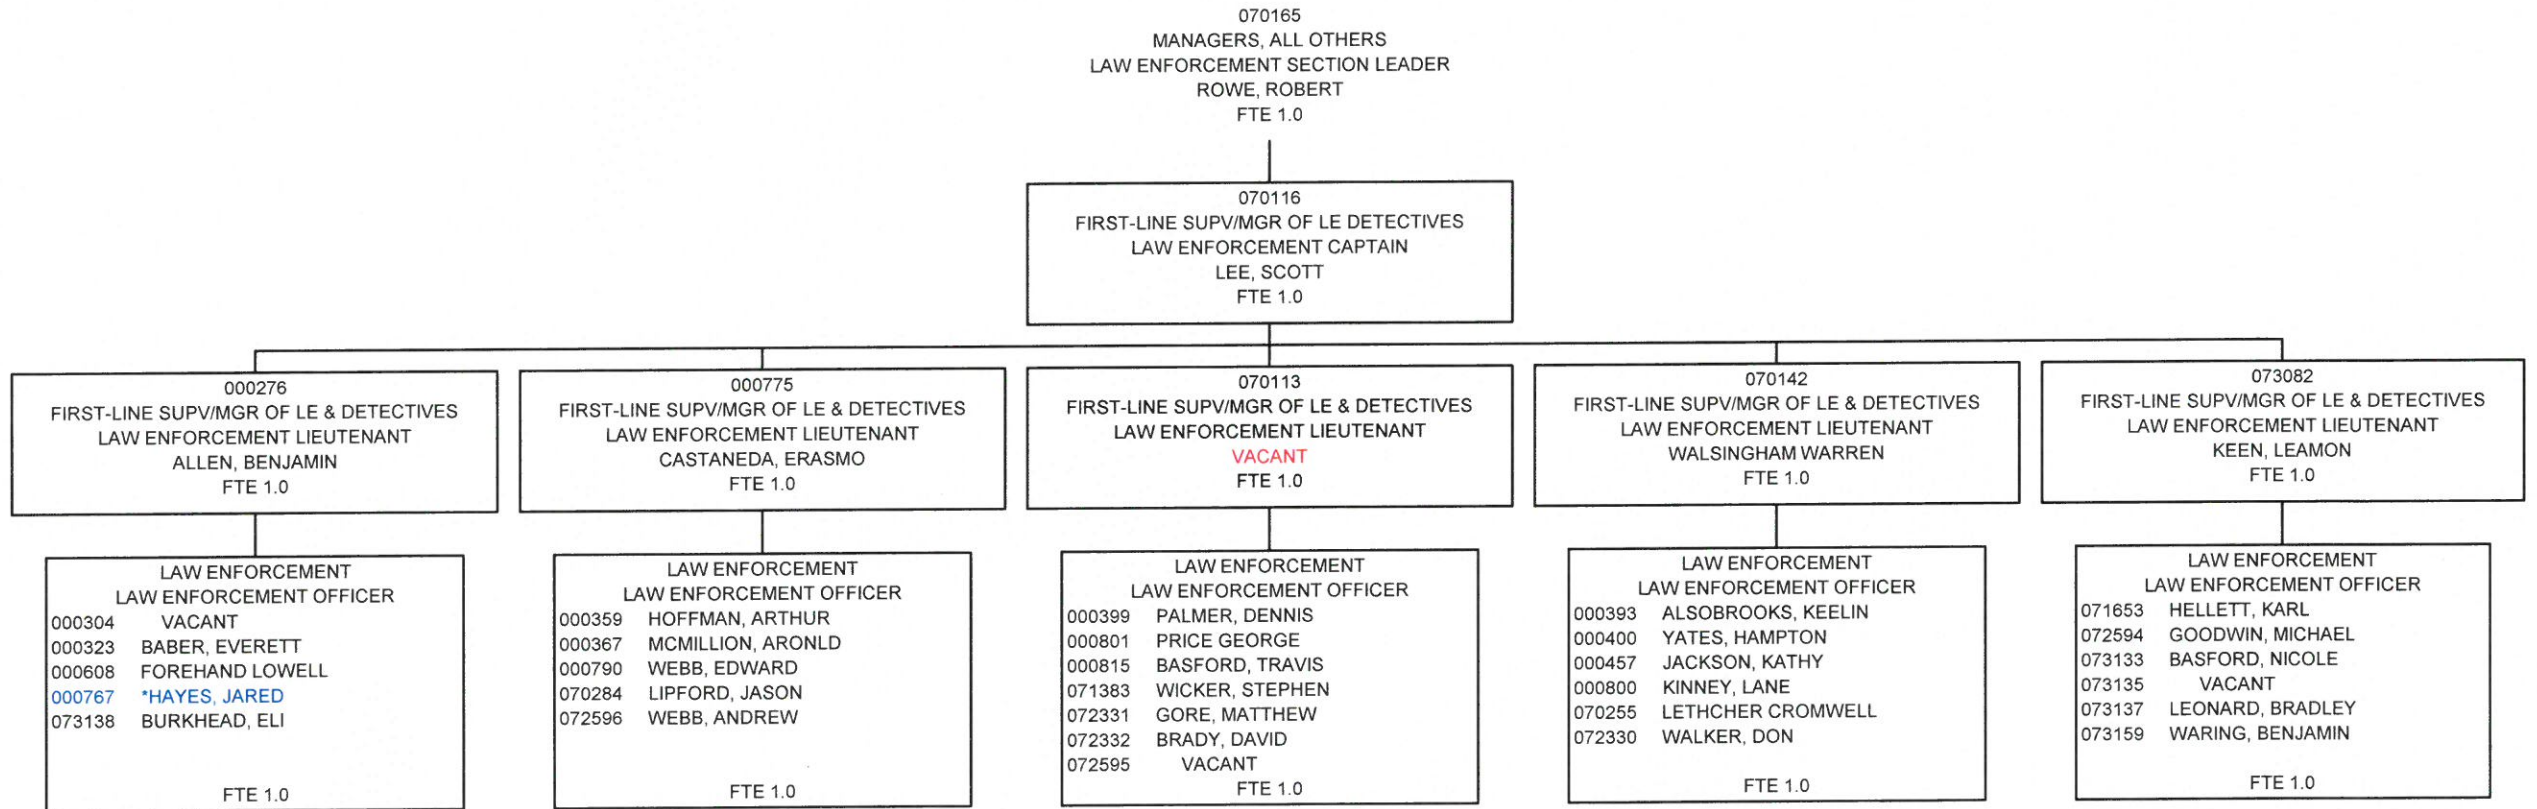 070165
MANAGERS, ALL OTHERS
LAW ENFORCEMENT SECTION LEADER
ROWE, ROBERT
FTE 1.0
070116
FIRST-LINE SUPV/MGR OF LE DETECTIVES
LAW ENFORCEMENT CAPTAIN
LEE, SCOTT
FTE 1.0
000276
FIRST-LINE SUPV/MGR OF LE & DETECTIVES
LAW ENFORCEMENT LIEUTENANT
ALLEN, BENJAMIN
FTE 1.0
000775
FIRST-LINE SUPV/MGR OF LE & DETECTIVES
LAW ENFORCEMENT LIEUTENANT
CASTANEDA, ERASMO
FTE 1.0
070113
FIRST-LINE SUPV/MGR OF LE & DETECTIVES
LAW ENFORCEMENT LIEUTENANT
VACANT
FTE 1.0
070142
FIRST-LINE SUPV/MGR OF LE & DETECTIVES
LAW ENFORCEMENT LIEUTENANT
WALSINGHAM WARREN
FTE 1.0
073082
FIRST-LINE SUPV/MGR OF LE & DETECTIVES
LAW ENFORCEMENT LIEUTENANT
KEEN, LEAMON
FTE 1.0
LAW ENFORCEMENT
LAW ENFORCEMENT OFFICER
000304 VACANT
000323 BABER, EVERETT
000608 FOREHAND LOWELL
000767 *HAYES, JARED
073138 BURKHEAD, ELI
FTE 1.0
LAW ENFORCEMENT
LAW ENFORCEMENT OFFICER
000359 HOFFMAN, ARTHUR
000367 MCMILLION, ARONLD
000790 WEBB, EDWARD
070284 LIPFORD, JASON
072596 WEBB, ANDREW
FTE 1.0
LAW ENFORCEMENT
LAW ENFORCEMENT OFFICER
000399 PALMER, DENNIS
000801 PRICE GEORGE
000815 BASFORD, TRAVIS
071383 WICKER, STEPHEN
072331 GORE, MATTHEW
072332 BRADY, DAVID
072595 VACANT
FTE 1.0
LAW ENFORCEMENT
LAW ENFORCEMENT OFFICER
000393 ALSOBROOKS, KEELIN
000400 YATES, HAMPTON
000457 JACKSON, KATHY
000800 KINNEY, LANE
070255 LETHCHER CROMWELL
072330 WALKER, DON
FTE 1.0
LAW ENFORCEMENT
LAW ENFORCEMENT OFFICER
071653 HELLETT, KARL
072594 GOODWIN, MICHAEL
073133 BASFORD, NICOLE
073135 VACANT
073137 LEONARD, BRADLEY
073159 WARING, BENJAMIN
FTE 1.0